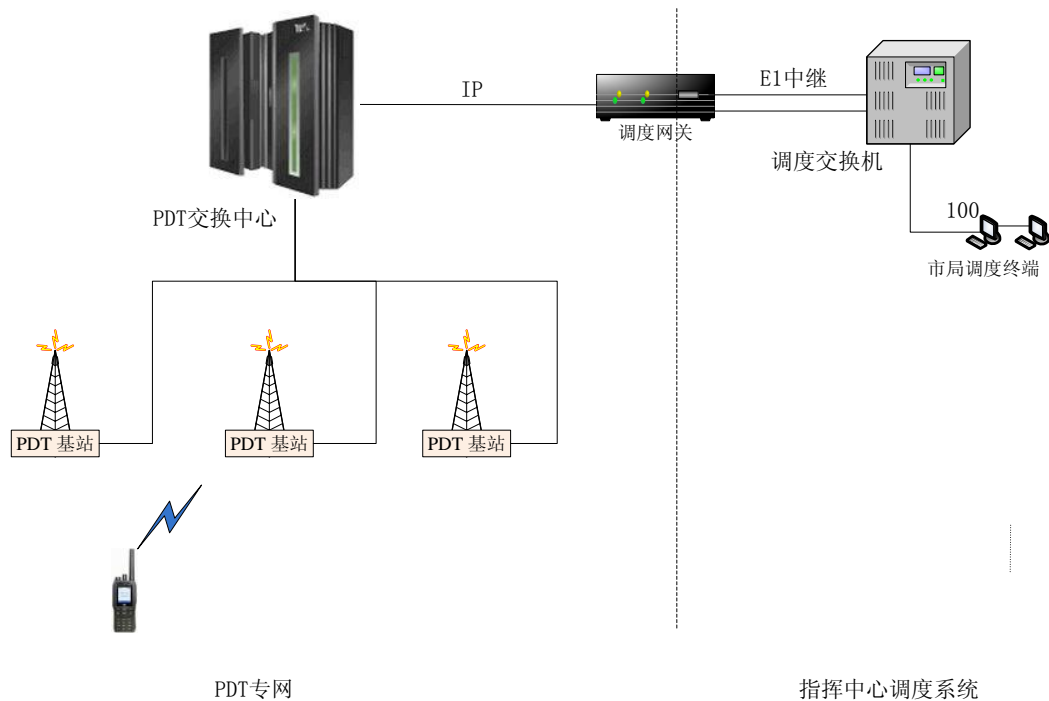 IP
E1中继
调度网关
调度交换机
PDT交换中心
100
市局调度终端
PDT 基站
PDT 基站
PDT 基站
PDT专网
指挥中心调度系统